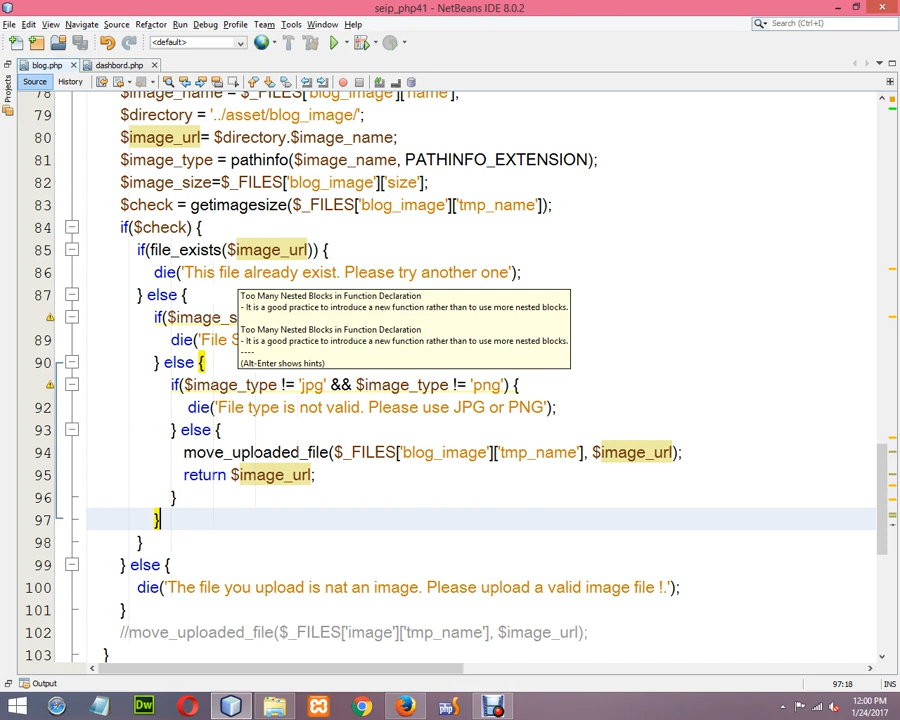 seip_php41 - NetBeans IDE 8.0.2
File Edit View Navigate Source Refactor Run Debug Profile Team Tools Window Help
Search (Ctrl+I)
<default>
blog.php dashbord.php
Source History
Projects
79 $directory = '../asset/blog_image/';
80 $image_url= $directory.$image_name;
81 $image_type = pathinfo($image_name, PATHINFO_EXTENSION);
82 $image_size=$_FILES['blog_image']['size'];
83 $check = getimagesize($_FILES['blog_image']['tmp_name']);
84 if($check) {
85 if(file_exists($image_url)) {
86 die('This file already exist. Please try another one');
87 } else {
Too Many Nested Blocks in Function Declaration
- It is a good practice to introduce a new function rather than to use more nested blocks.
Too Many Nested Blocks in Function Declaration
- It is a good practice to introduce a new function rather than to use more nested blocks.
----
(Alt-Enter shows hints)
if($image_s
89 die('File
90 } else {
if($image_type != 'jpg' && $image_type != 'png') {
92 die('File type is not valid. Please use JPG or PNG');
93 } else {
94 move_uploaded_file($_FILES['blog_image']['tmp_name'], $image_url);
95 return $image_url;
96 }
97 }
98 }
99 } else {
100 die('The file you upload is nat an image. Please upload a valid image file !.');
101 }
102 //move_uploaded_file($_FILES['image']['tmp_name'], $image_url);
103 }
Output
97:18 INS
Dw
php
12:00 PM
1/24/2017